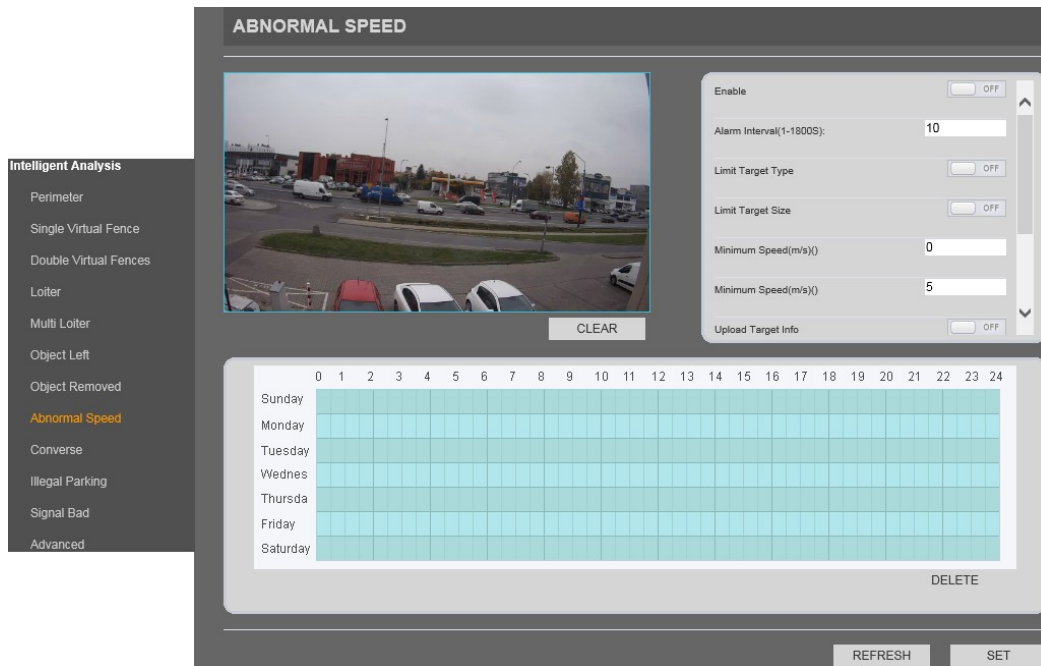 ABNORMAL SPEED
Intelligent Analysis
Perimeter
Single Virtual Fence
Double Virtual Fences
Loiter
Multi Loiter
Object Left
Object Removed
Abnormal Speed
Converse
Illegal Parking
Signal Bad
Advanced
CLEAR
Enable OFF
Alarm Interval(1-1800S): 10
Limit Target Type OFF
Limit Target Size OFF
Minimum Speed(m/s)() 0
Minimum Speed(m/s)() 5
Upload Target Info OFF
0 1 2 3 4 5 6 7 8 9 10 11 12 13 14 15 16 17 18 19 20 21 22 23 24
Sunday
Monday
Tuesday
Wednes
Thursda
Friday
Saturday
DELETE
REFRESH SET